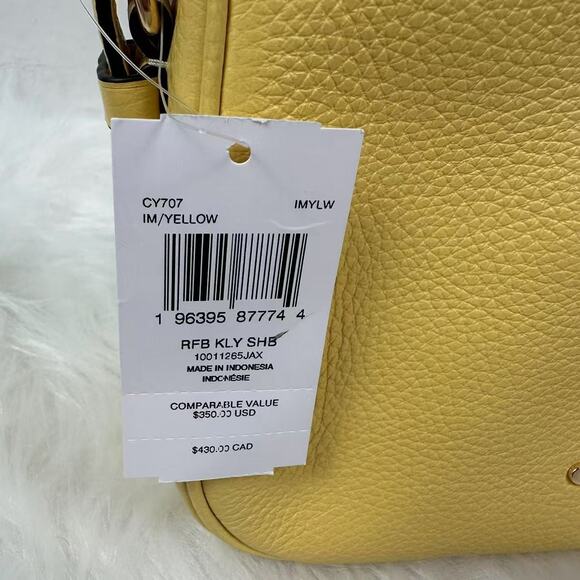 CY707
IM/YELLOW IMYLW
1 96395 87774 4
RFB KLY SHB
10011265JAX
MADE IN INDONESIA
INDONÉSIE
COMPARABLE VALUE
$350.00 USD
$430.00 CAD